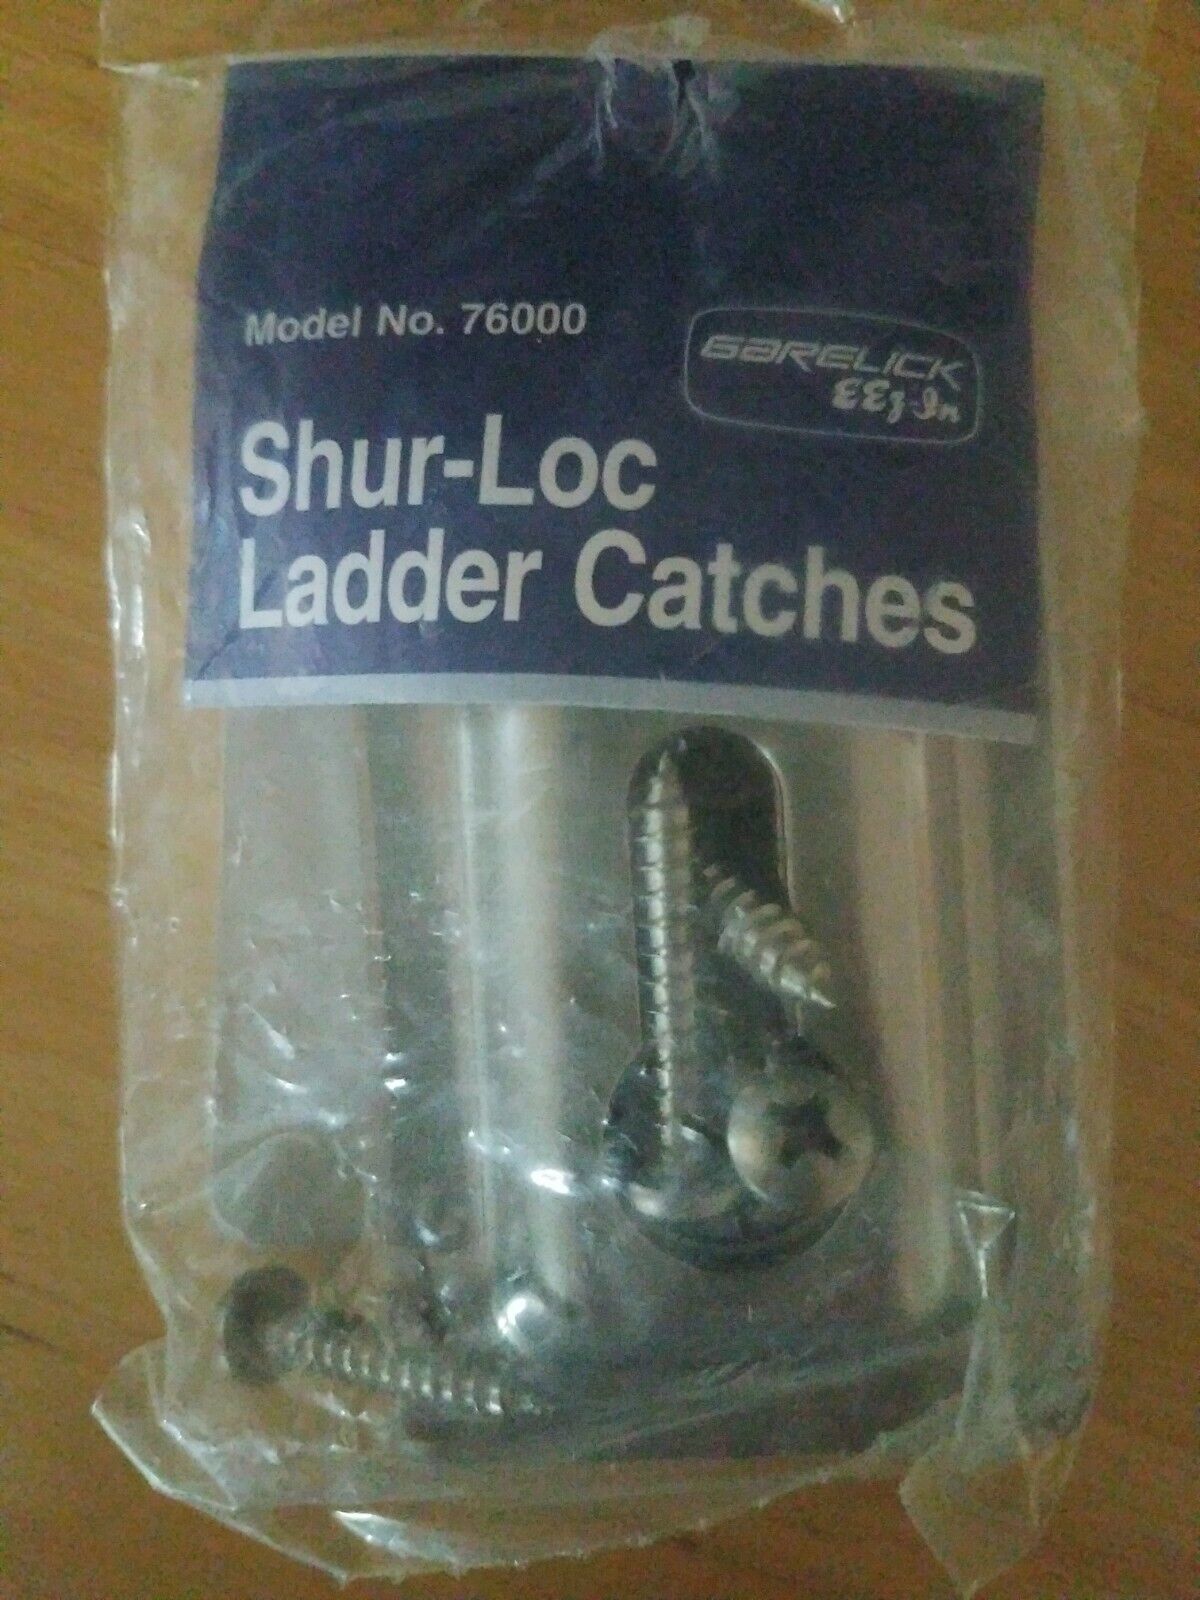 Model No. 76000
GARELICK
EEz-In
Shur-Loc
Ladder Catches